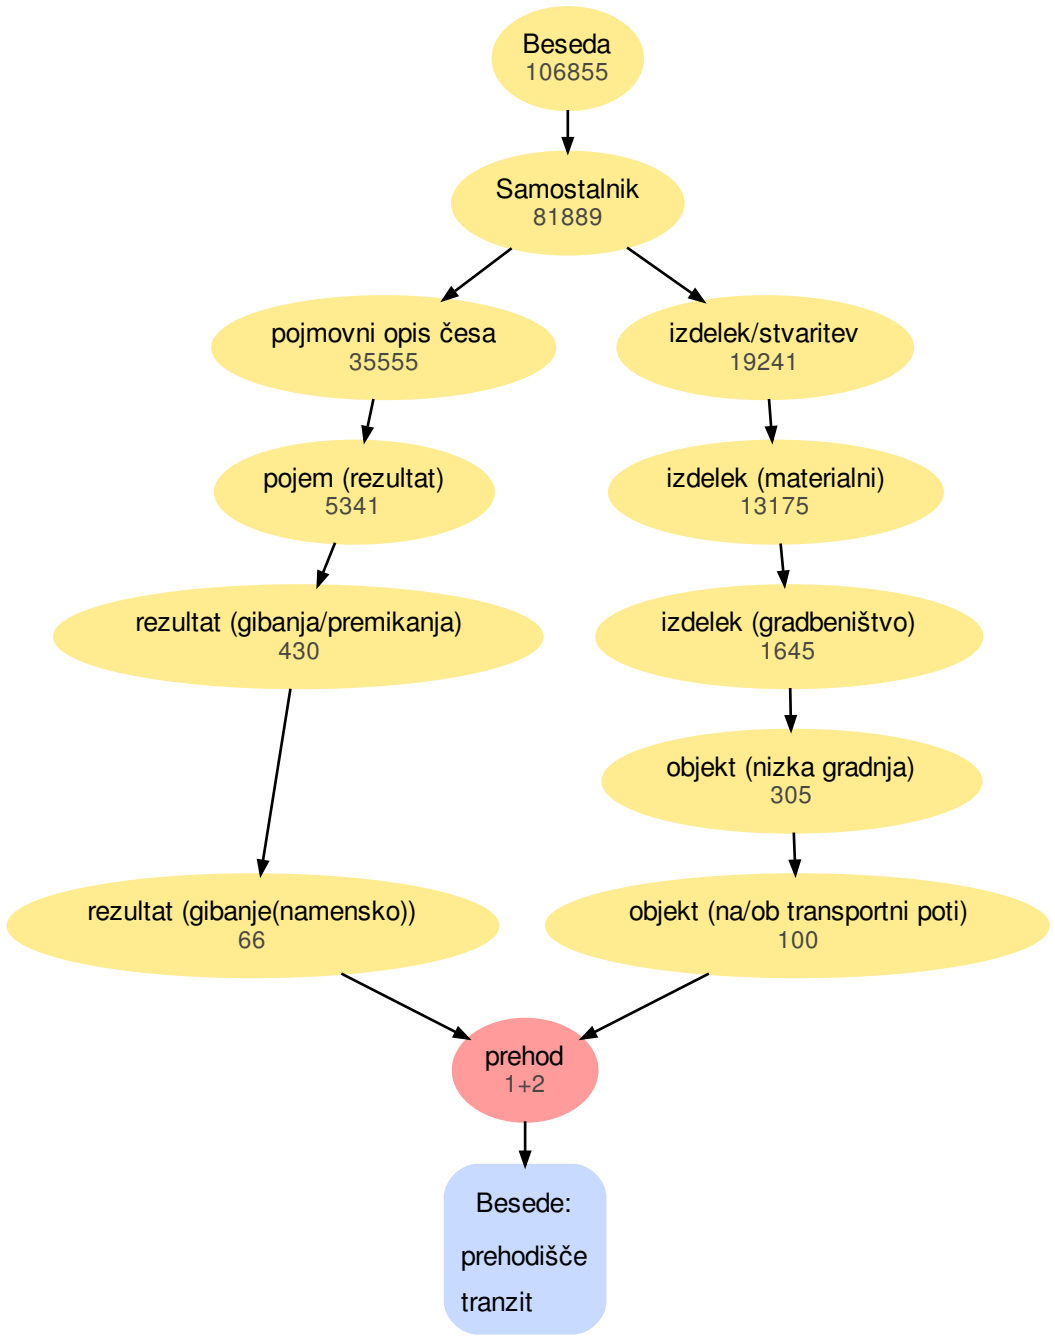 Beseda
106855
Samostalnik
81889
pojmovni opis česa
35555
izdelek/stvaritev
19241
pojem (rezultat)
5341
izdelek (materialni)
13175
rezultat (gibanja/premikanja)
430
izdelek (gradbeništvo)
1645
objekt (nizka gradnja)
305
rezultat (gibanje(namensko))
66
objekt (na/ob transportni poti)
100
prehod
1+2
Besede:
prehodišče
tranzit